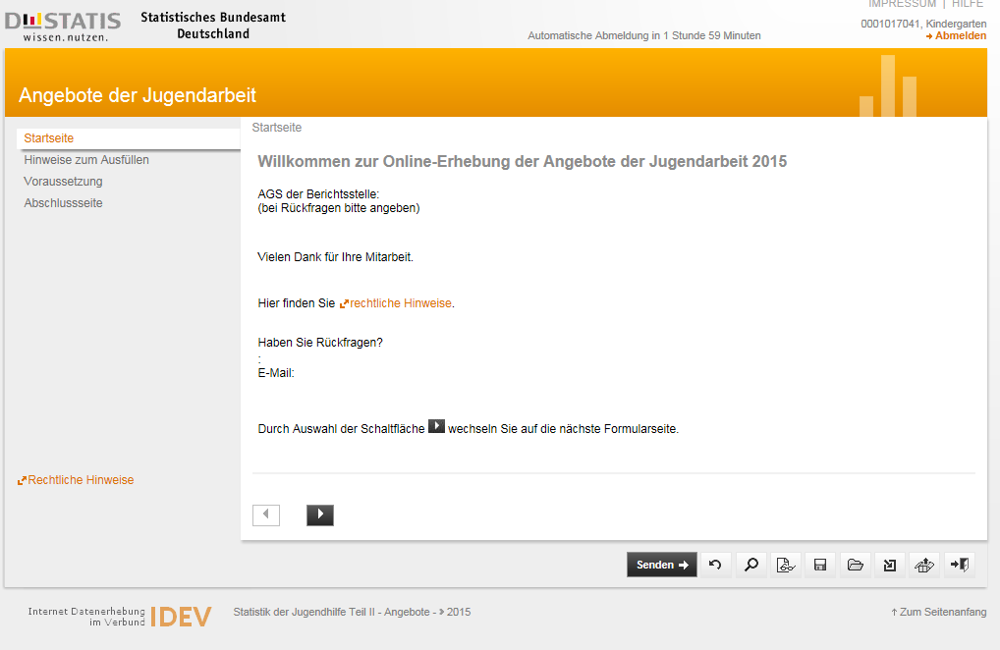 IMPRESSUM | HILFE
D STATIS
wissen.nutzen.
Statistisches Bundesamt
Deutschland
0001017041, Kindergarten
Automatische Abmeldung in 1 Stunde 59 Minuten
Abmelden
Angebote der Jugendarbeit
Startseite
Hinweise zum Ausfüllen
Voraussetzung
Abschlussseite
Rechtliche Hinweise
Startseite
Willkommen zur Online-Erhebung der Angebote der Jugendarbeit 2015
AGS der Berichtsstelle:
(bei Rückfragen bitte angeben)
Vielen Dank für Ihre Mitarbeit.
Hier finden Sie rechtliche Hinweise.
Haben Sie Rückfragen?
:
E-Mail:
Durch Auswahl der Schaltfläche wechseln Sie auf die nächste Formularseite.
Senden
Internet Datenerhebung
im Verbund
IDEV
Statistik der Jugendhilfe Teil II - Angebote - » 2015
↑ Zum Seitenanfang